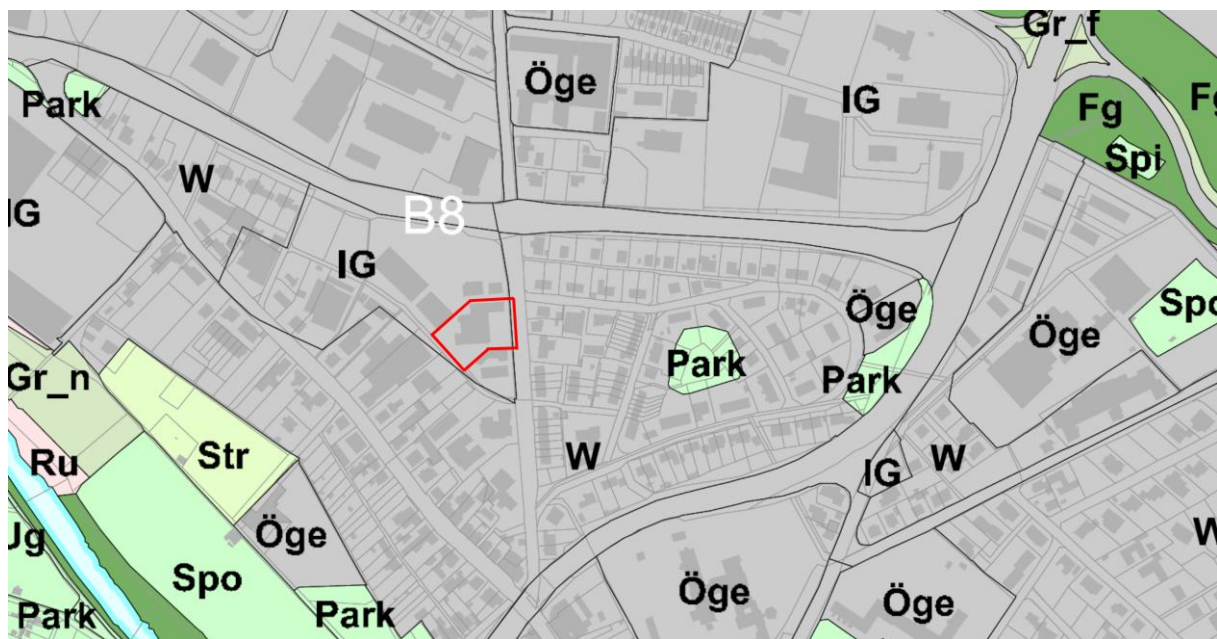 Gr_f
Öge
Park
IG
Fg
Fg
Spi
W
IG
B8
IG
Öge
Spo
Öge
Park
Park
Gr_n
Str
W
IG
W
Ru
Öge
Jg
Spo
W
Öge
Öge
Park
Park